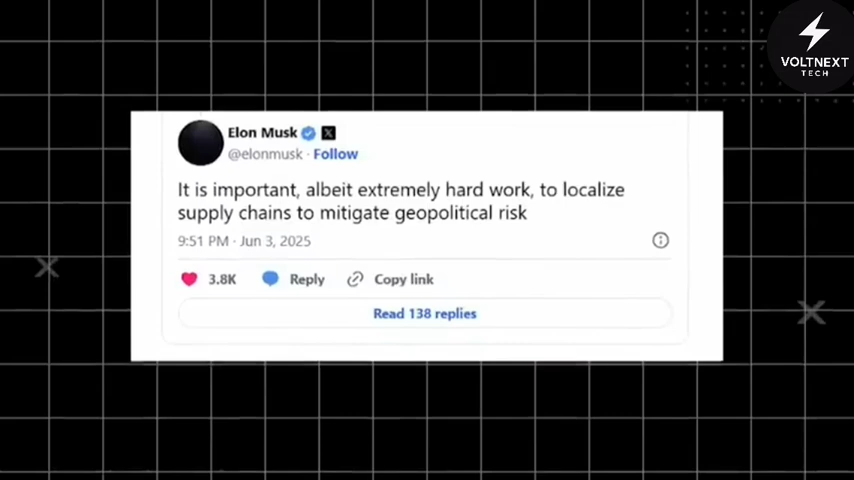 VOLTNEXT
TECH
Elon Musk
@elonmusk · Follow
It is important, albeit extremely hard work, to localize
supply chains to mitigate geopolitical risk
9:51 PM · Jun 3, 2025
3.8K Reply Copy link
Read 138 replies